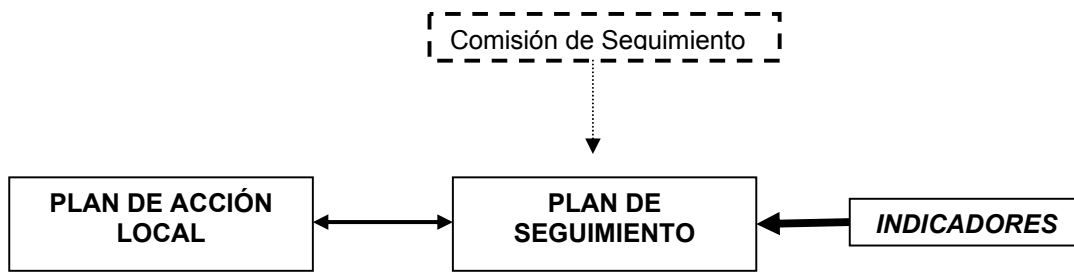 Comisión de Seguimiento
PLAN DE ACCIÓN
LOCAL
PLAN DE
SEGUIMIENTO
INDICADORES